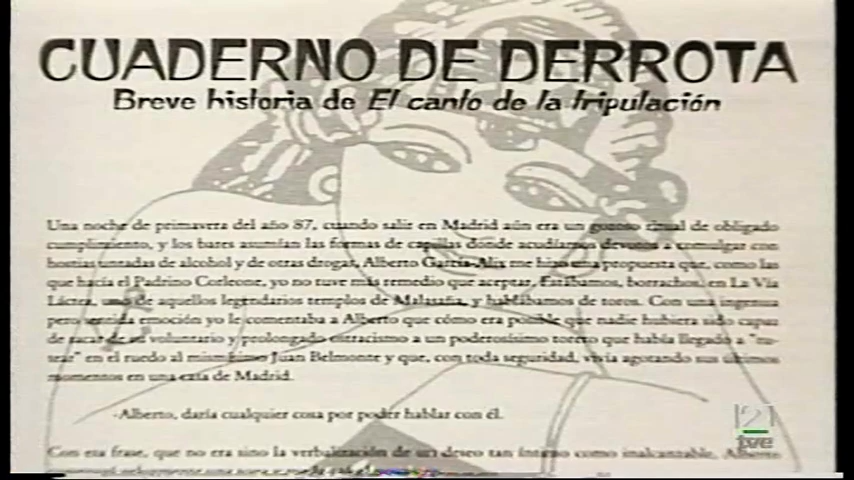 CUADERNO DE DERROTA
Breve historia de El canto de la tripulación
Una noche de primavera del año 87, cuando salir en Madrid aún era un gozoso ritual de obligado
cumplimiento, y los bares asumían las formas de capillas donde acudíamos devotos a comulgar con
hostias untadas de alcohol y de otras drogas, Alberto García-Alix me hizo una propuesta que, como las
que hacía el Padrino Corleone, yo no tuve más remedio que aceptar. Estábamos, borrachos, en La Vía
Láctea, uno de aquellos legendarios templos de Malasaña, y hablábamos de toros. Con una ingenua
pero sentida emoción yo le comentaba a Alberto que cómo era posible que nadie hubiera sido capaz
de sacar de su voluntario y prolongado ostracismo a un poderosísimo torero que había llegado a "tu-
tear" en el ruedo al mismísimo Juan Belmonte y que, con toda seguridad, vivía agotando sus últimos
momentos en una casa de Madrid.
-Alberto, daría cualquier cosa por poder hablar con él.
Con esa frase, que no era sino la verbalización de un deseo tan íntimo como inalcanzable, Alberto
2
tve